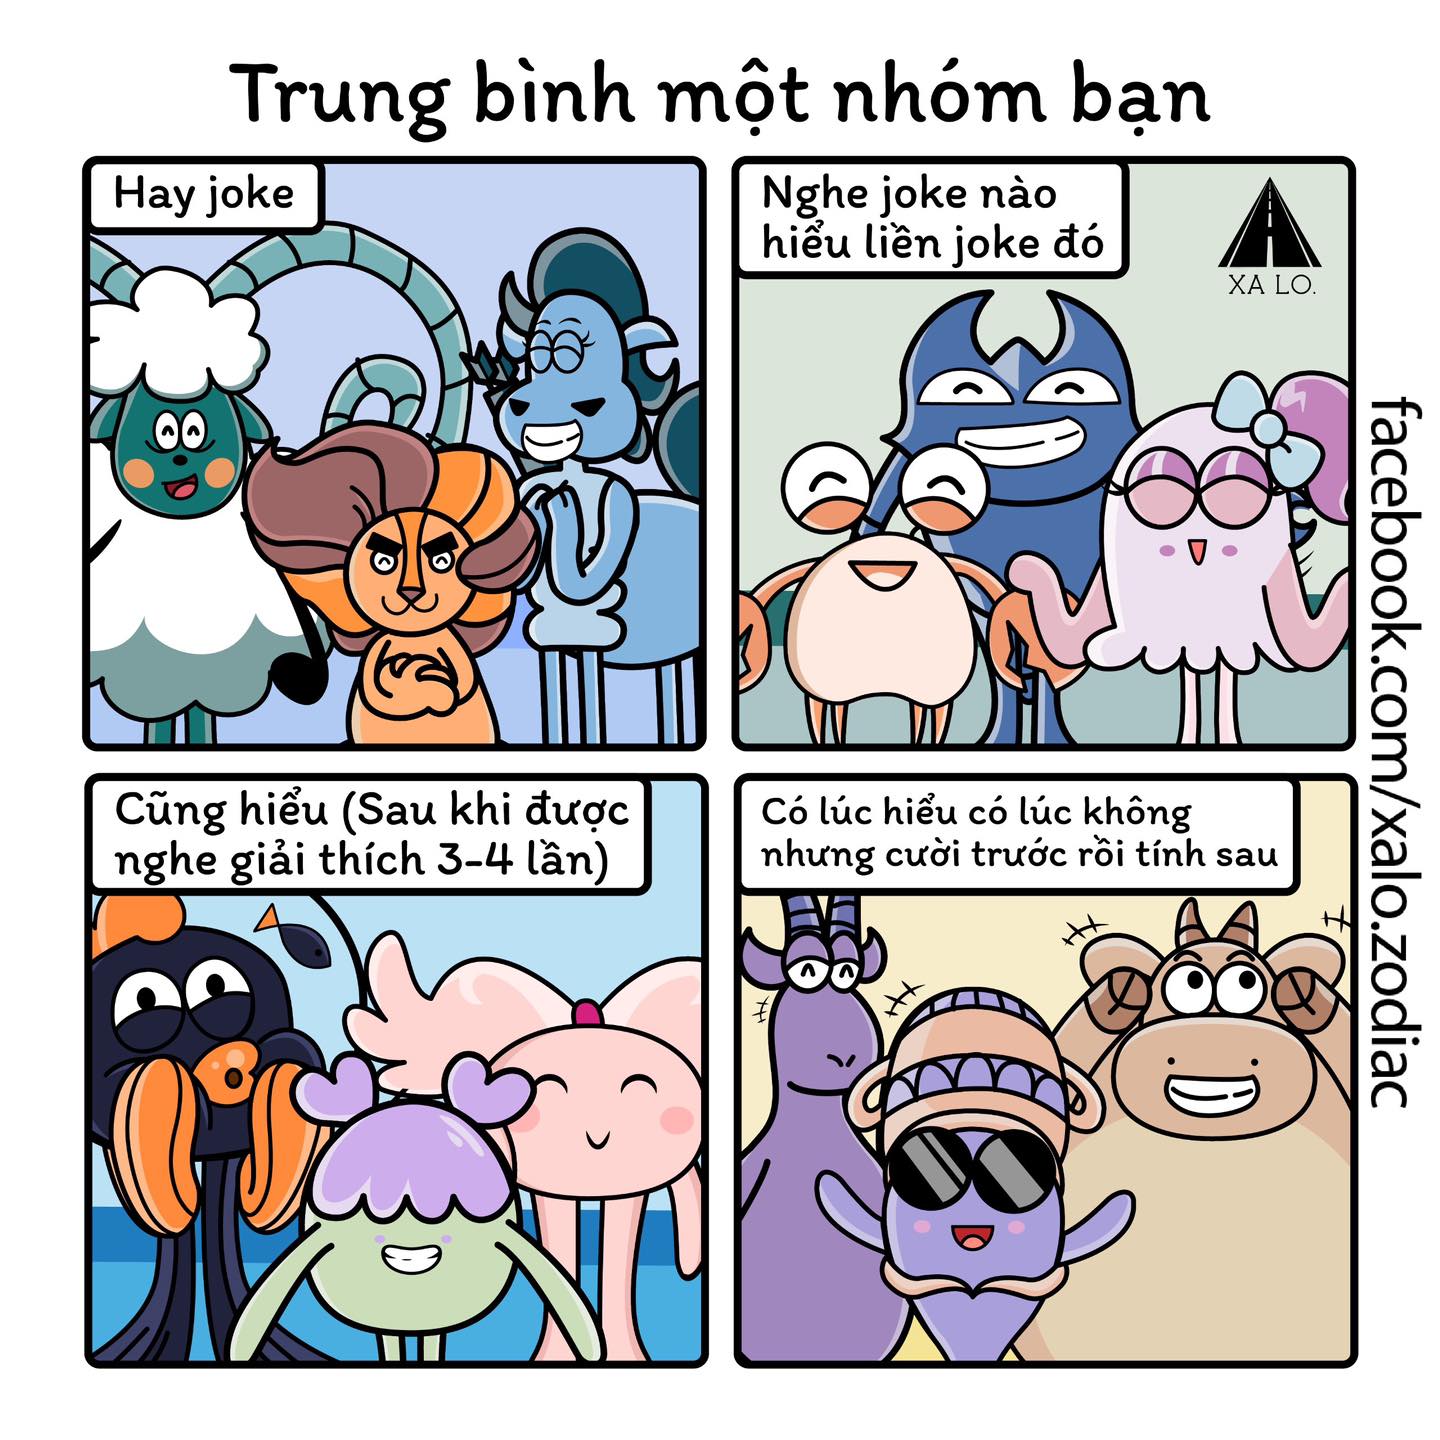 Trung bình một nhóm bạn
Hay joke
Nghe joke nào
hiểu liền joke đó
XA LO.
Cũng hiểu (Sau khi được
nghe giải thích 3-4 lần)
Có lúc hiểu có lúc không
nhưng cười trước rồi tính sau
facebook.com/xalo.zodiac